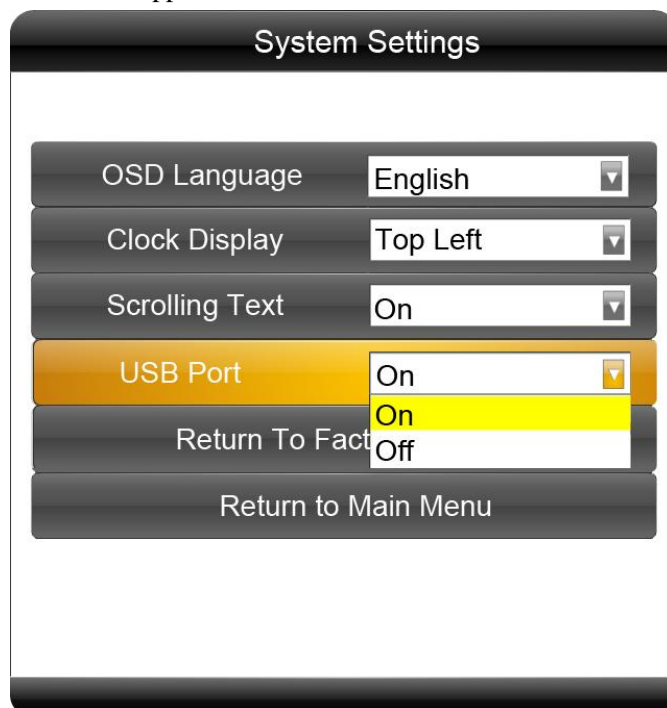 System Settings
OSD Language English
Clock Display Top Left
Scrolling Text On
USB Port On
On
Return To Fact
Off
Return to Main Menu